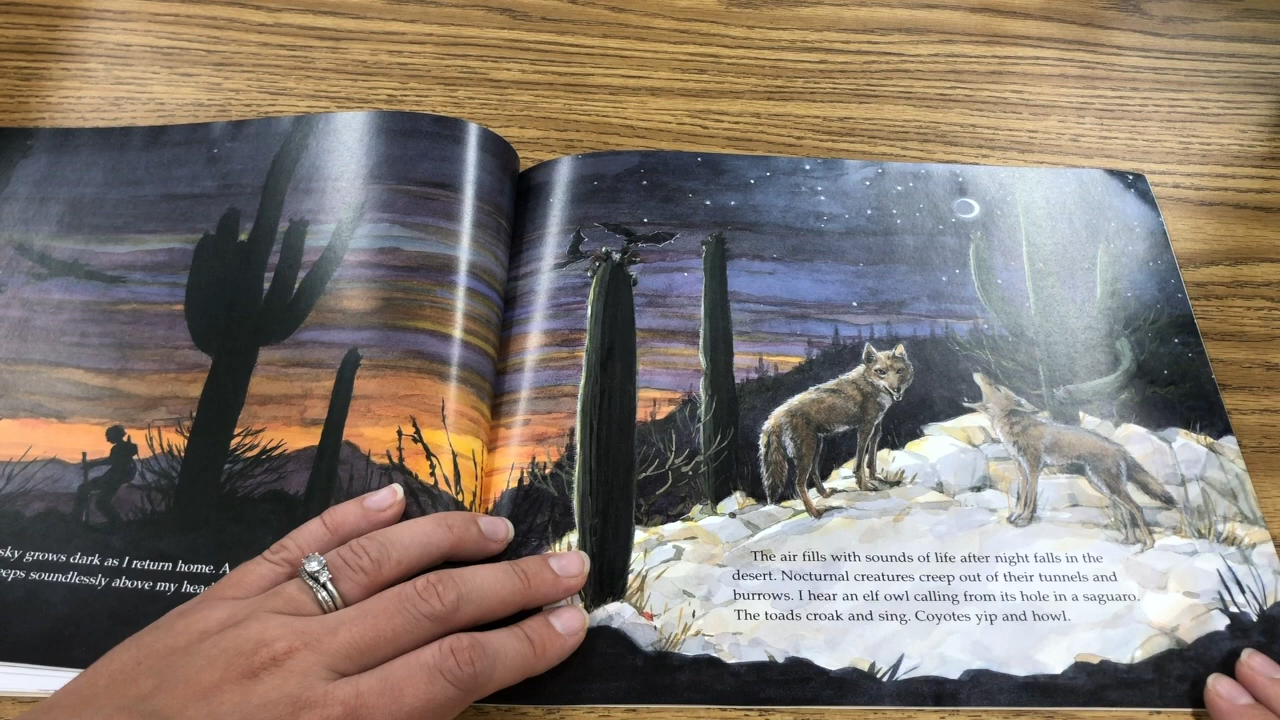 sky grows dark as I return home. A
eeps soundlessly above my head
The air fills with sounds of life after night falls in the
desert. Nocturnal creatures creep out of their tunnels and
burrows. I hear an elf owl calling from its hole in a saguaro.
The toads croak and sing. Coyotes yip and howl.